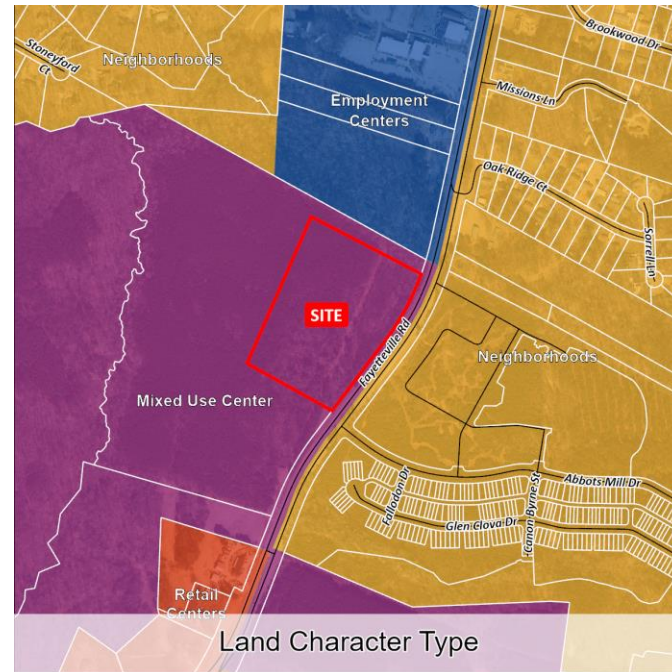 Brookwood Dr
Stoneyford
Ct
Neighborhoods
Employment
Centers
Missions Ln
Oak Ridge Ct
Sorrell Ln
SITE
Fayetteville Rd
Neighborhoods
Mixed Use Center
Abbots Mill Dr
Fallodon Dr
Canon Byrne St
Glen Clova Dr
Retail
Centers
Land Character Type